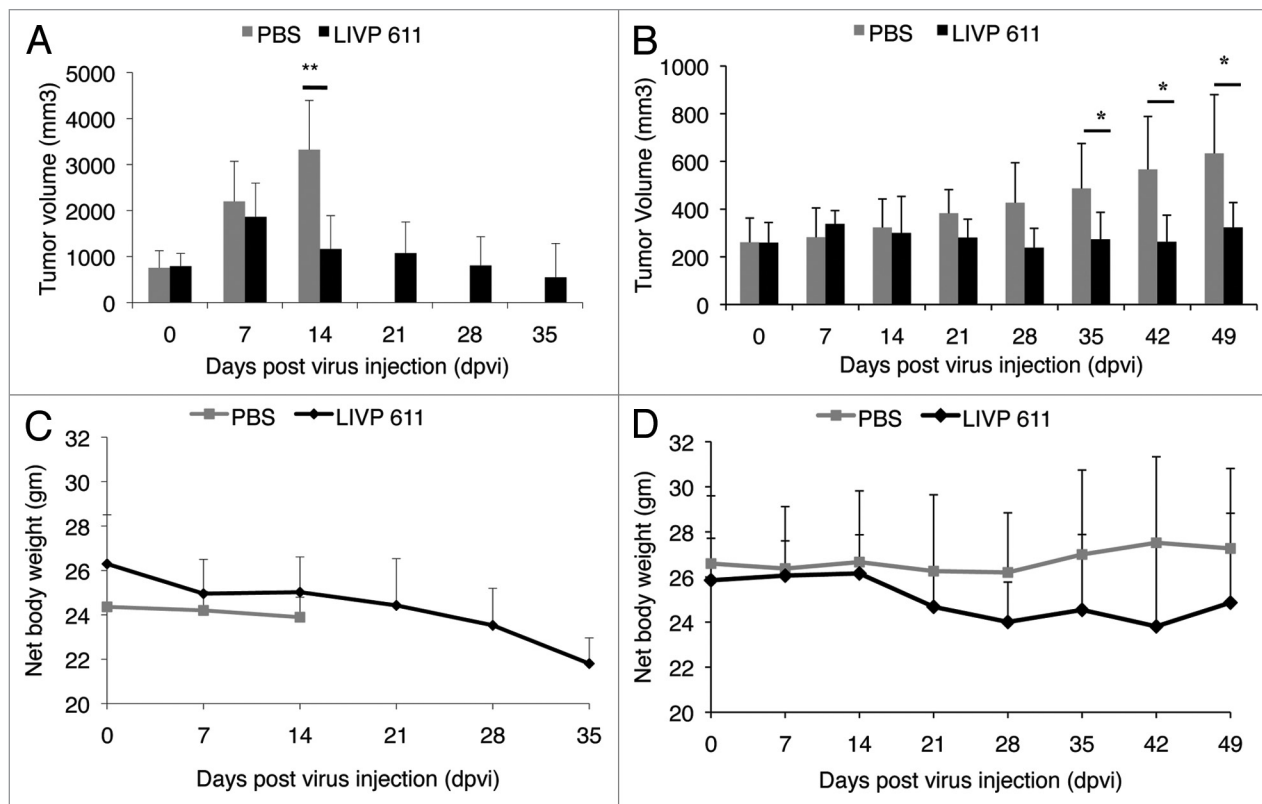 A
PBS LIVP 611
Tumor volume (mm3)
5000
4000
3000
2000
1000
0
**
0 7 14 21 28 35
Days post virus injection (dpvi)
B
PBS LIVP 611
Tumor Volume (mm3)
1000
800
600
400
200
0
* * *
0 7 14 21 28 35 42 49
Days post virus injection (dpvi)
C
PBS LIVP 611
Net body weight (gm)
32
30
28
26
24
22
20
0 7 14 21 28 35
Days post virus injection (dpvi)
D
PBS LIVP 611
Net body weight (gm)
32
30
28
26
24
22
20
0 7 14 21 28 35 42 49
Days post virus injection (dpvi)